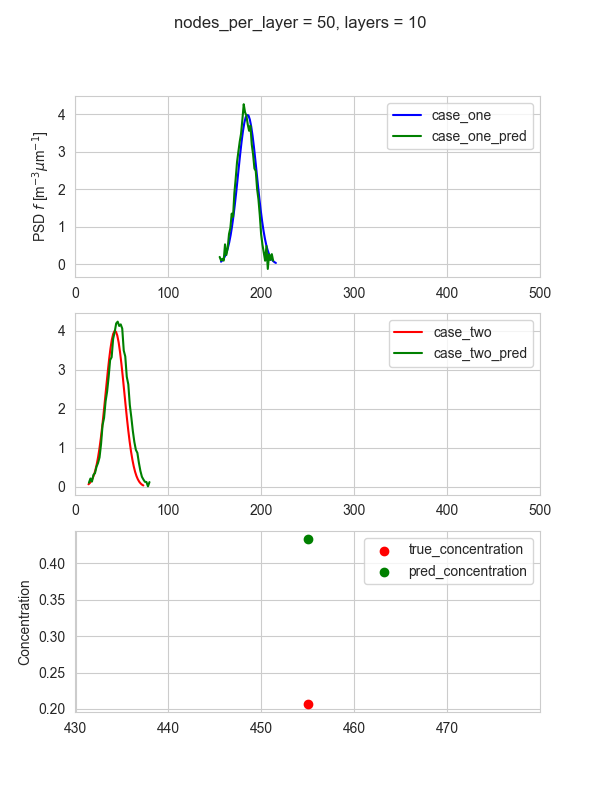 nodes_per_layer = 50, layers = 10
case_one
case_one_pred
PSD f [m⁻³μm⁻¹]
4
3
2
1
0
0 100 200 300 400 500
case_two
case_two_pred
4
3
2
1
0
0 100 200 300 400 500
true_concentration
pred_concentration
Concentration
0.40
0.35
0.30
0.25
0.20
430 440 450 460 470